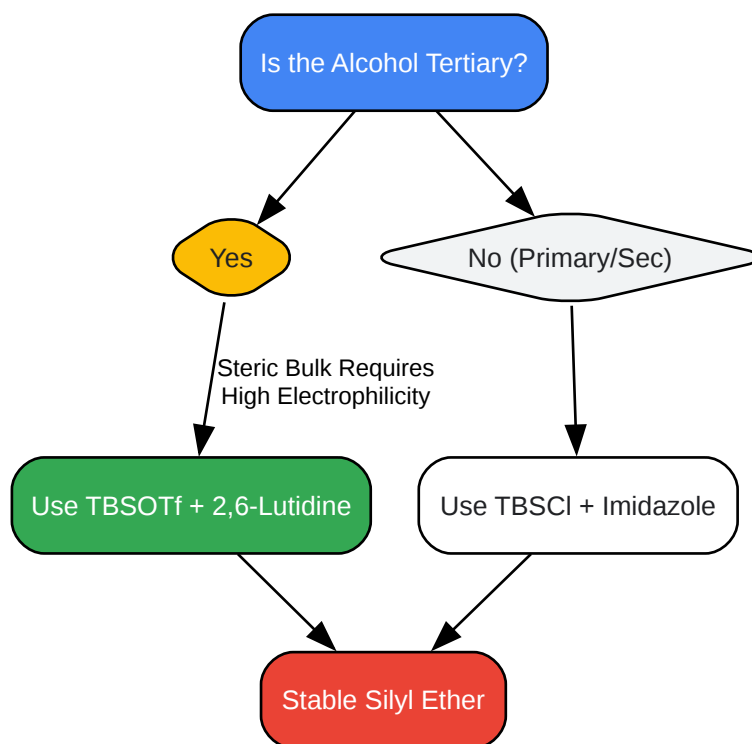 Is the Alcohol Tertiary?
Yes
No (Primary/Sec)
Steric Bulk Requires
High Electrophilicity
Use TBSOTf + 2,6-Lutidine
Use TBSCl + Imidazole
Stable Silyl Ether